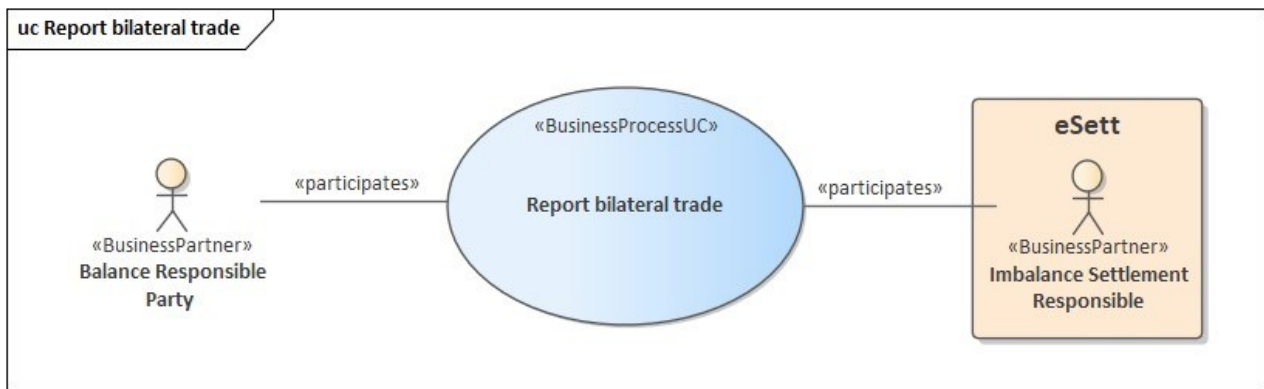 uc Report bilateral trade
«BusinessProcessUC»
eSett
«participates»
«participates»
Report bilateral trade
«BusinessPartner»
Balance Responsible
Party
«BusinessPartner»
Imbalance Settlement
Responsible